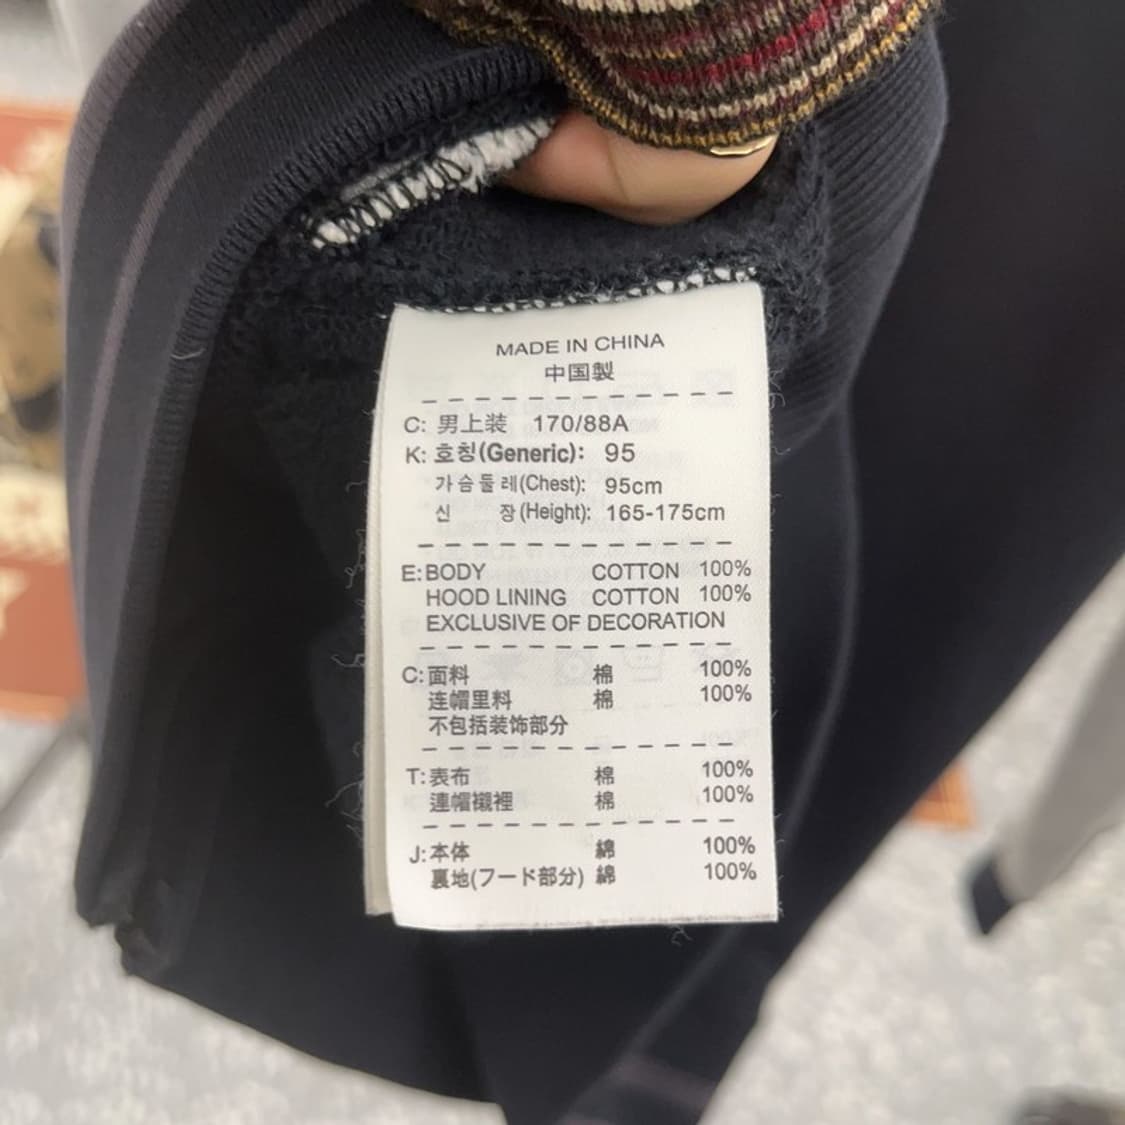 MADE IN CHINA
中国製
C: 男上装 170/88A
K: 호칭(Generic): 95
가슴둘레(Chest): 95cm
신 장(Height): 165-175cm
E: BODY COTTON 100%
HOOD LINING COTTON 100%
EXCLUSIVE OF DECORATION
C: 面料 棉 100%
连帽里料 棉 100%
不包括装饰部分
T: 表布 棉 100%
連帽襯裡 棉 100%
J: 本体 綿 100%
裏地(フード部分) 綿 100%